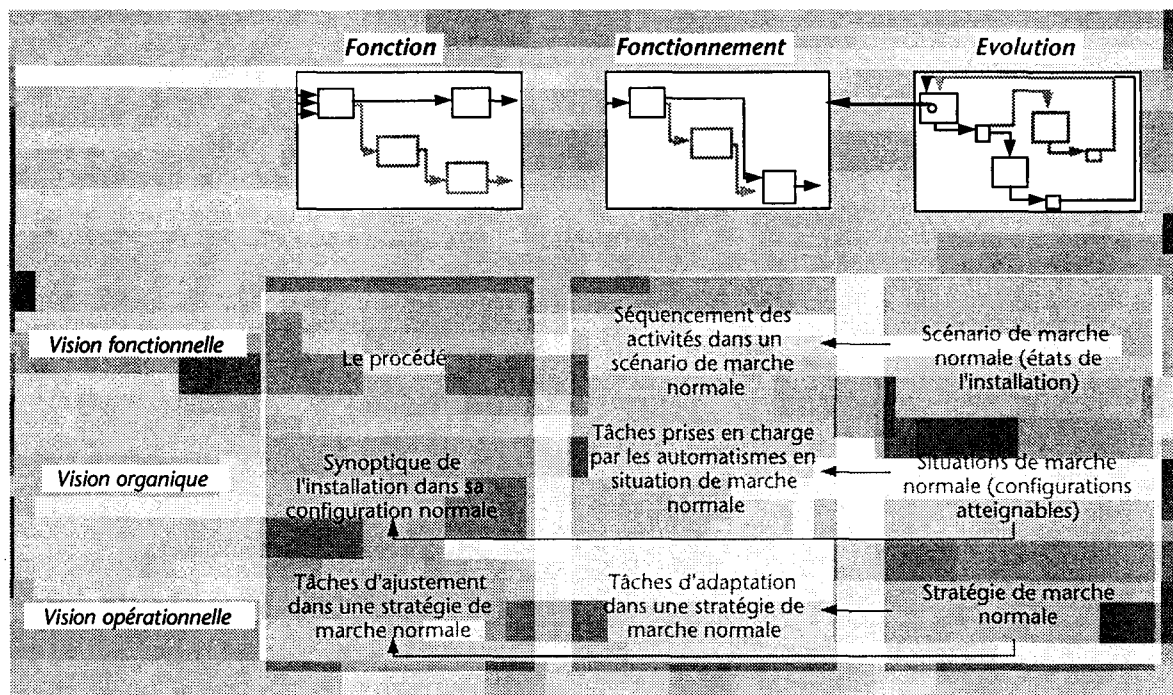 Fonction
Fonctionnement
Evolution
Vision fonctionnelle
Le procédé
Séquencement des
activités dans un
scénario de marche
normale
Scénario de marche
normale (états de
l'installation)
Vision organique
Synoptique de
l'installation dans sa
configuration normale
Tâches prises en charge
par les automatismes en
situation de marche
normale
Situations de marche
normale (configurations
atteignables)
Vision opérationnelle
Tâches d'ajustement
dans une stratégie de
marche normale
Tâches d'adaptation
dans une stratégie de
marche normale
Stratégie de marche
normale